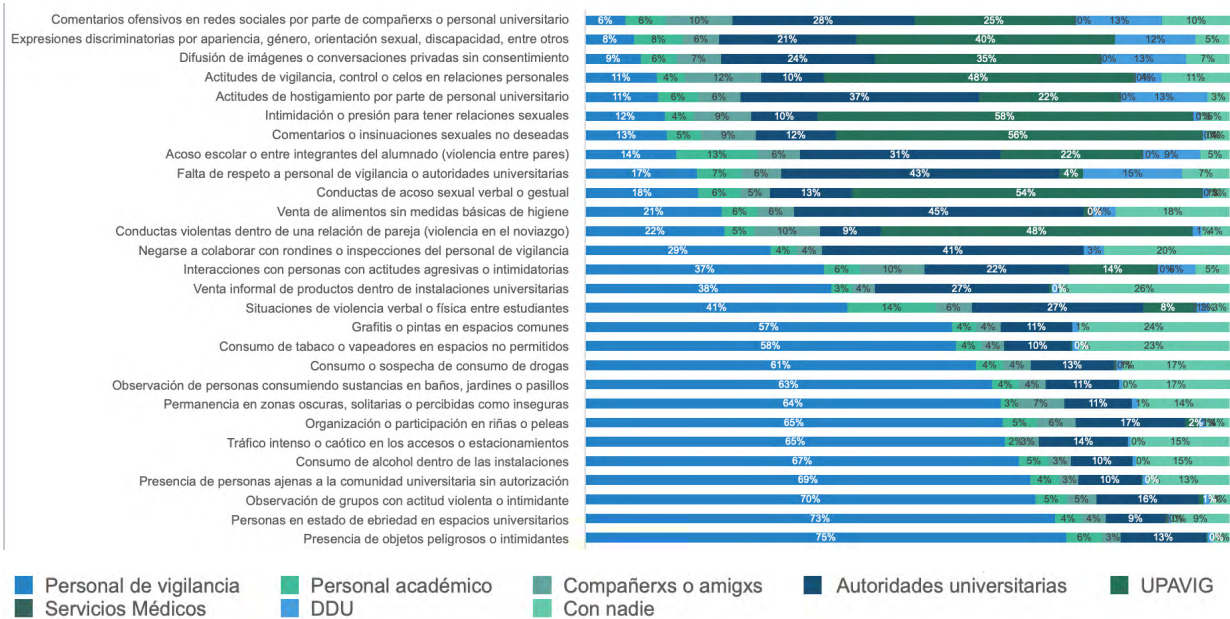 Comentarios ofensivos en redes sociales por parte de compañerxs o personal universitario 6% 6% 10% 28% 25% 0% 13% 10%
Expresiones discriminatorias por apariencia, género, orientación sexual, discapacidad, entre otros 8% 8% 6% 21% 40% 12% 5%
Difusión de imágenes o conversaciones privadas sin consentimiento 9% 6% 7% 24% 35% 0% 13% 7%
Actitudes de vigilancia, control o celos en relaciones personales 11% 4% 12% 10% 48% 11%
Actitudes de hostigamiento por parte de personal universitario 11% 6% 6% 37% 22% 0% 13% 3%
Intimidación o presión para tener relaciones sexuales 12% 4% 9% 10% 58%
Comentarios o insinuaciones sexuales no deseadas 13% 5% 9% 12% 56%
Acoso escolar o entre integrantes del alumnado (violencia entre pares) 14% 13% 6% 31% 22% 0% 9% 5%
Falta de respeto a personal de vigilancia o autoridades universitarias 17% 7% 6% 43% 4% 15% 7%
Conductas de acoso sexual verbal o gestual 18% 6% 5% 13% 54%
Venta de alimentos sin medidas básicas de higiene 21% 6% 6% 45% 0% 18%
Conductas violentas dentro de una relación de pareja (violencia en el noviazgo) 22% 5% 10% 9% 48% 1% 4%
Negarse a colaborar con rondines o inspecciones del personal de vigilancia 29% 4% 4% 41% 3% 20%
Interacciones con personas con actitudes agresivas o intimidatorias 37% 6% 10% 22% 14% 0% 6% 5%
Venta informal de productos dentro de instalaciones universitarias 38% 3% 4% 27% 0% 26%
Situaciones de violencia verbal o física entre estudiantes 41% 14% 6% 27% 8% 3%
Grafitis o pintas en espacios comunes 57% 4% 4% 11% 1% 24%
Consumo de tabaco o vapeadores en espacios no permitidos 58% 4% 4% 10% 0% 23%
Consumo o sospecha de consumo de drogas 61% 4% 4% 13% 17%
Observación de personas consumiendo sustancias en baños, jardines o pasillos 63% 4% 4% 11% 0% 17%
Permanencia en zonas oscuras, solitarias o percibidas como inseguras 64% 3% 7% 11% 1% 14%
Organización o participación en riñas o peleas 65% 5% 6% 17% 2% 4%
Tráfico intenso o caótico en los accesos o estacionamientos 65% 2% 3% 14% 0% 15%
Consumo de alcohol dentro de las instalaciones 67% 5% 3% 10% 0% 15%
Presencia de personas ajenas a la comunidad universitaria sin autorización 69% 4% 3% 10% 0% 13%
Observación de grupos con actitud violenta o intimidante 70% 5% 5% 16% 1%
Personas en estado de ebriedad en espacios universitarios 73% 4% 4% 9% 9%
Presencia de objetos peligrosos o intimidantes 75% 6% 3% 13%
Personal de vigilancia Personal académico Compañerxs o amigxs Autoridades universitarias UPAVIG
Servicios Médicos DDU Con nadie